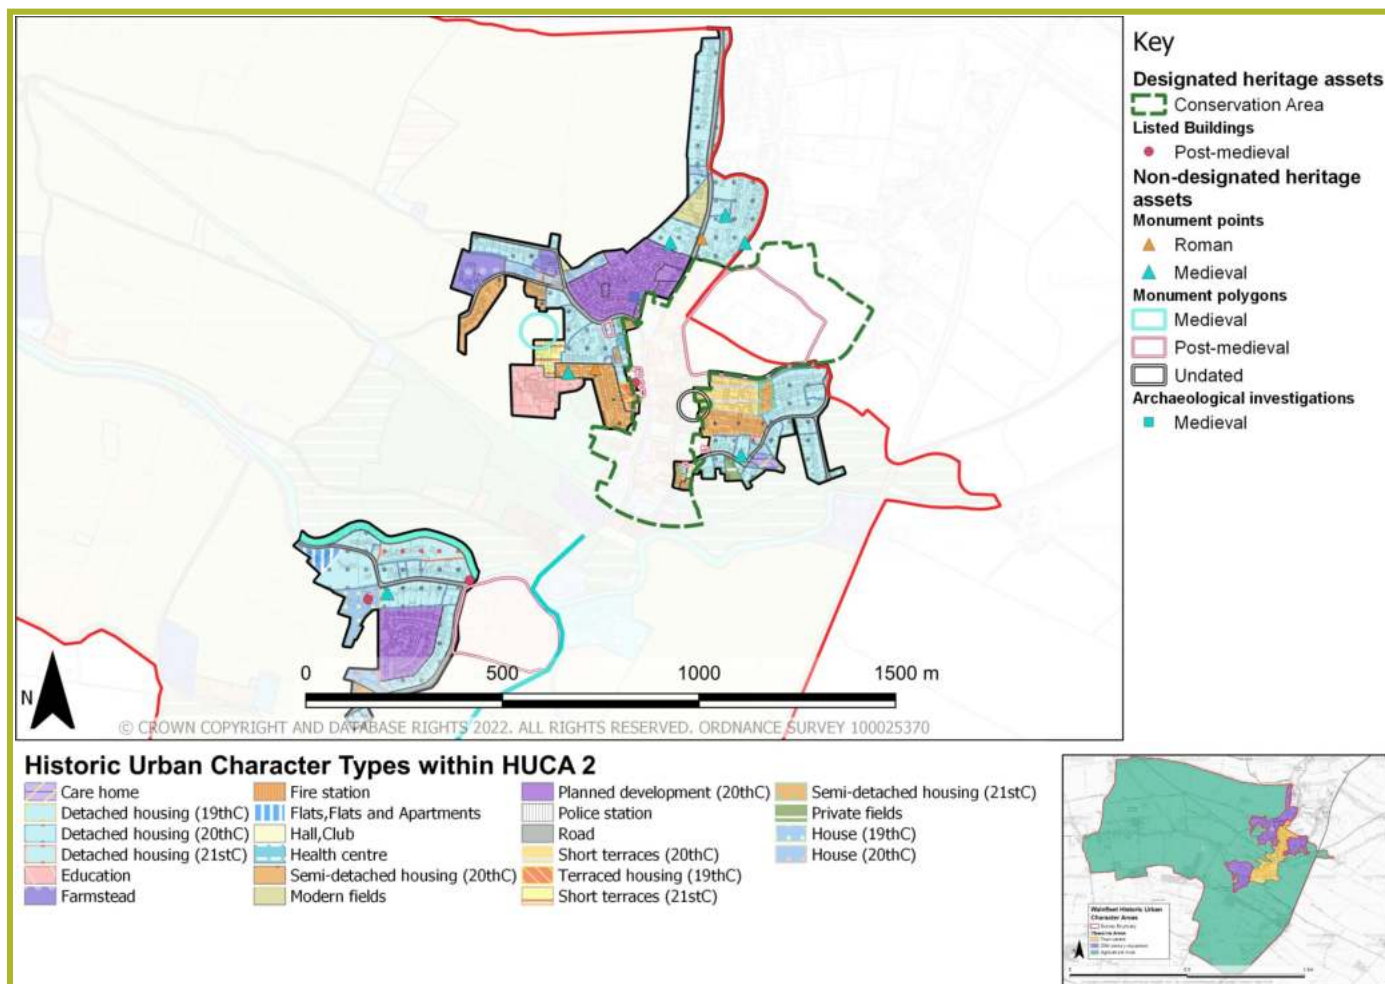 Key
Designated heritage assets
Conservation Area
Listed Buildings
Post-medieval
Non-designated heritage
assets
Monument points
Roman
Medieval
Monument polygons
Medieval
Post-medieval
Undated
Archaeological investigations
Medieval
0 500 1000 1500 m
N
© CROWN COPYRIGHT AND DATABASE RIGHTS 2022. ALL RIGHTS RESERVED. ORDNANCE SURVEY 100025370
Historic Urban Character Types within HUCA 2
Care home
Detached housing (19thC)
Detached housing (20thC)
Detached housing (21stC)
Education
Farmstead
Fire station
Flats,Flats and Apartments
Hall,Club
Health centre
Semi-detached housing (20thC)
Modern fields
Planned development (20thC)
Police station
Road
Short terraces (20thC)
Terraced housing (19thC)
Short terraces (21stC)
Semi-detached housing (21stC)
Private fields
House (19thC)
House (20thC)
Wainfleet Historic Urban
Character Areas